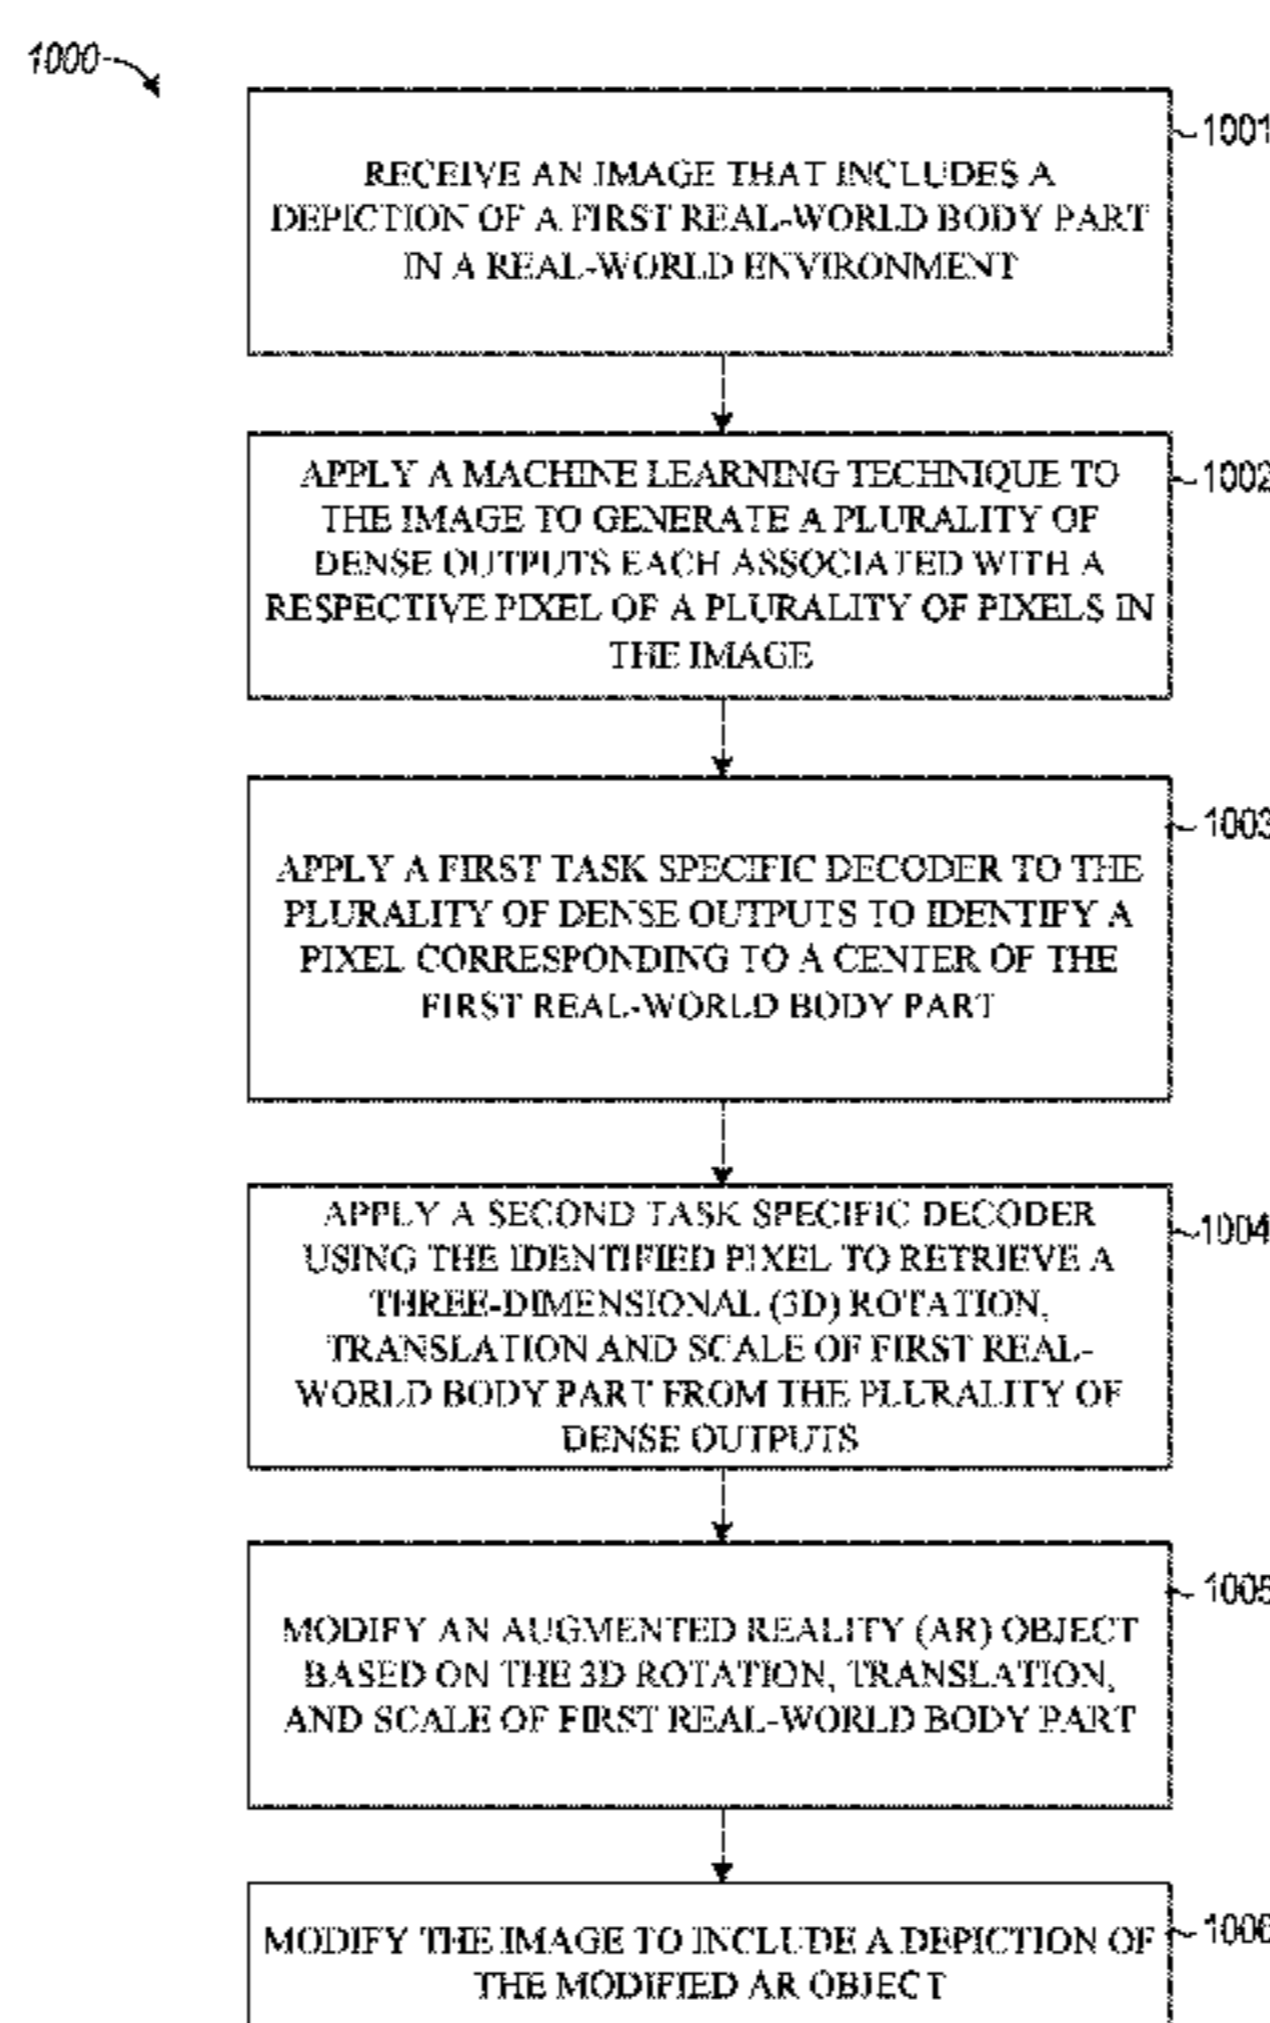 1000
1001
RECEIVE AN IMAGE THAT INCLUDES A
DEPICTION OF A FIRST REAL-WORLD BODY PART
IN A REAL-WORLD ENVIRONMENT
1002
APPLY A MACHINE LEARNING TECHNIQUE TO
THE IMAGE TO GENERATE A PLURALITY OF
DENSE OUTPUTS EACH ASSOCIATED WITH A
RESPECTIVE PIXEL OF A PLURALITY OF PIXELS IN
THE IMAGE
1003
APPLY A FIRST TASK SPECIFIC DECODER TO THE
PLURALITY OF DENSE OUTPUTS TO IDENTIFY A
PIXEL CORRESPONDING TO A CENTER OF THE
FIRST REAL-WORLD BODY PART
1004
APPLY A SECOND TASK SPECIFIC DECODER
USING THE IDENTIFIED PIXEL TO RETRIEVE A
THREE-DIMENSIONAL (3D) ROTATION,
TRANSLATION AND SCALE OF FIRST REAL-
WORLD BODY PART FROM THE PLURALITY OF
DENSE OUTPUTS
1005
MODIFY AN AUGMENTED REALITY (AR) OBJECT
BASED ON THE 3D ROTATION, TRANSLATION,
AND SCALE OF FIRST REAL-WORLD BODY PART
1006
MODIFY THE IMAGE TO INCLUDE A DEPICTION OF
THE MODIFIED AR OBJECT